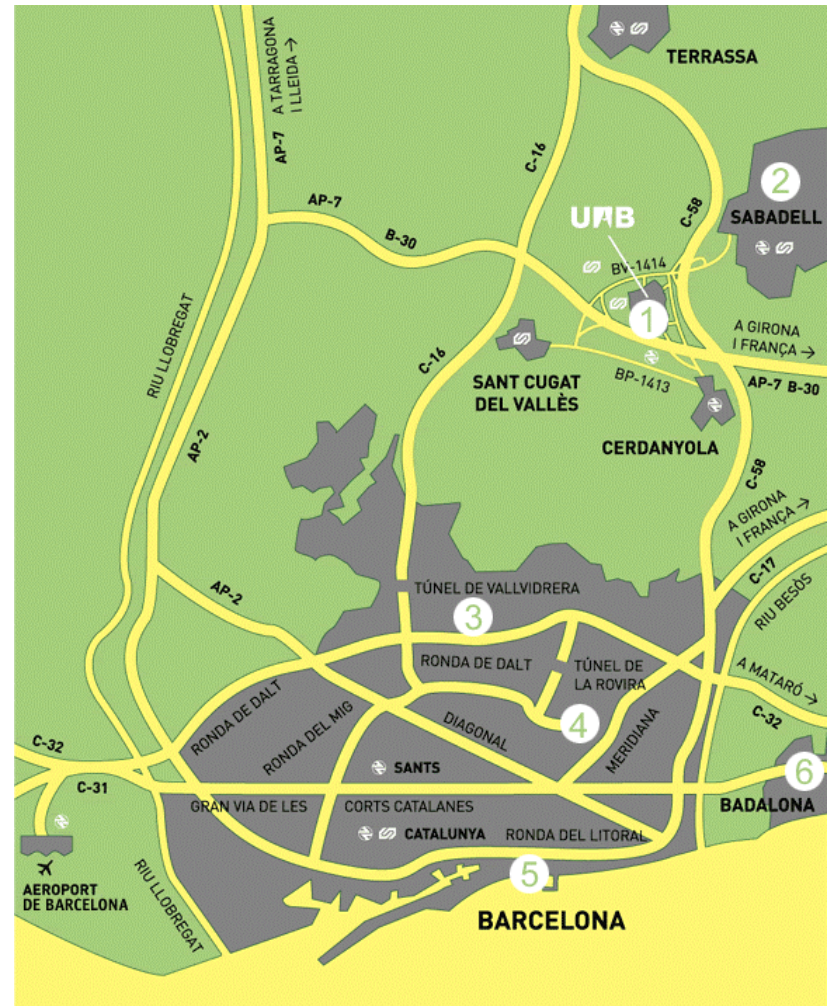 TERRASSA
A TARRAGONA
I LLEIDA →
AP-7
C-16
AP-7
B-30
C-58
2
SABADELL
UAB
BV-1414
1
A GIRONA
I FRANÇA →
AP-7 B-30
RIU LLOBREGAT
C-16
SANT CUGAT
DEL VALLÈS
BP-1413
CERDANYOLA
AP-2
C-58
A GIRONA
I FRANÇA →
C-17
RIU BESÒS
AP-2
TÚNEL DE VALLVIDRERA
3
RONDA DE DALT
TÚNEL DE
LA ROVIRA
A MATARÓ →
C-32
RONDA DE DALT
RONDA DEL MIG
DIAGONAL
4
MERIDIANA
C-32
C-31
SANTS
6
BADALONA
GRAN VIA DE LES
CORTS CATALANES
CATALUNYA
RONDA DEL LITORAL
RIU LLOBREGAT
5
AEROPORT
DE BARCELONA
BARCELONA